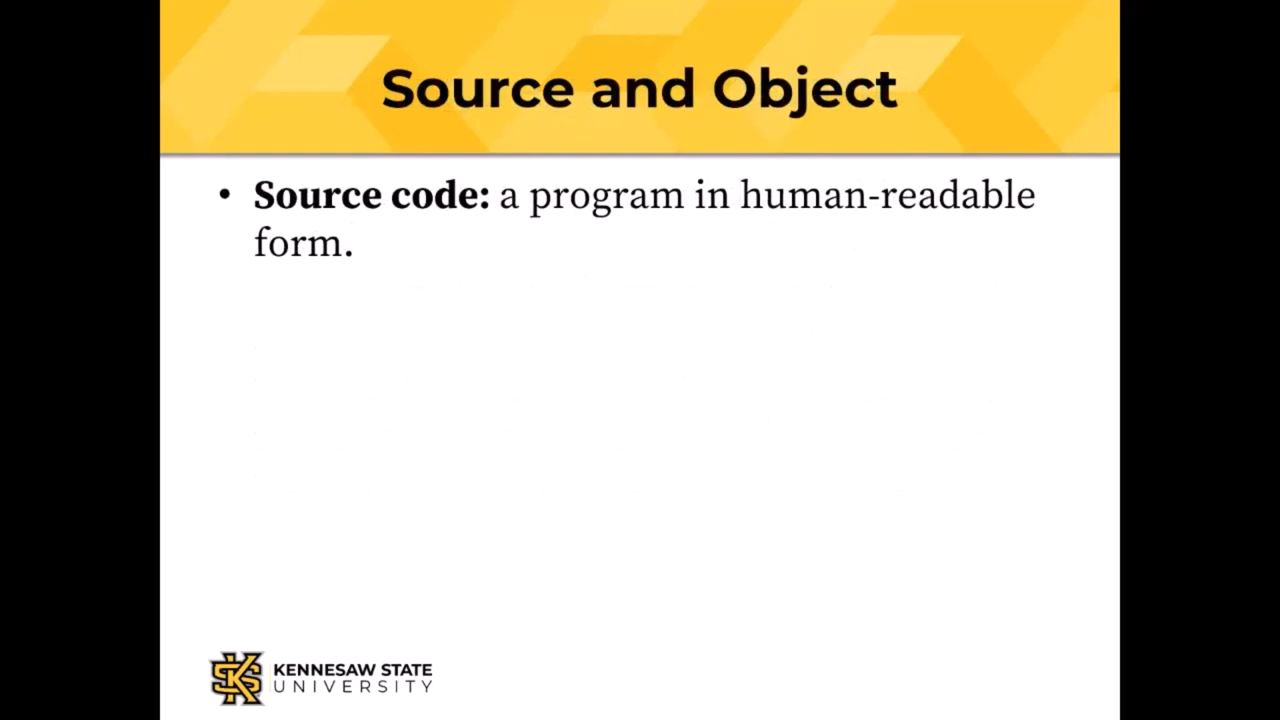 Source and Object
• Source code: a program in human-readable
form.
KENNESAW STATE
UNIVERSITY